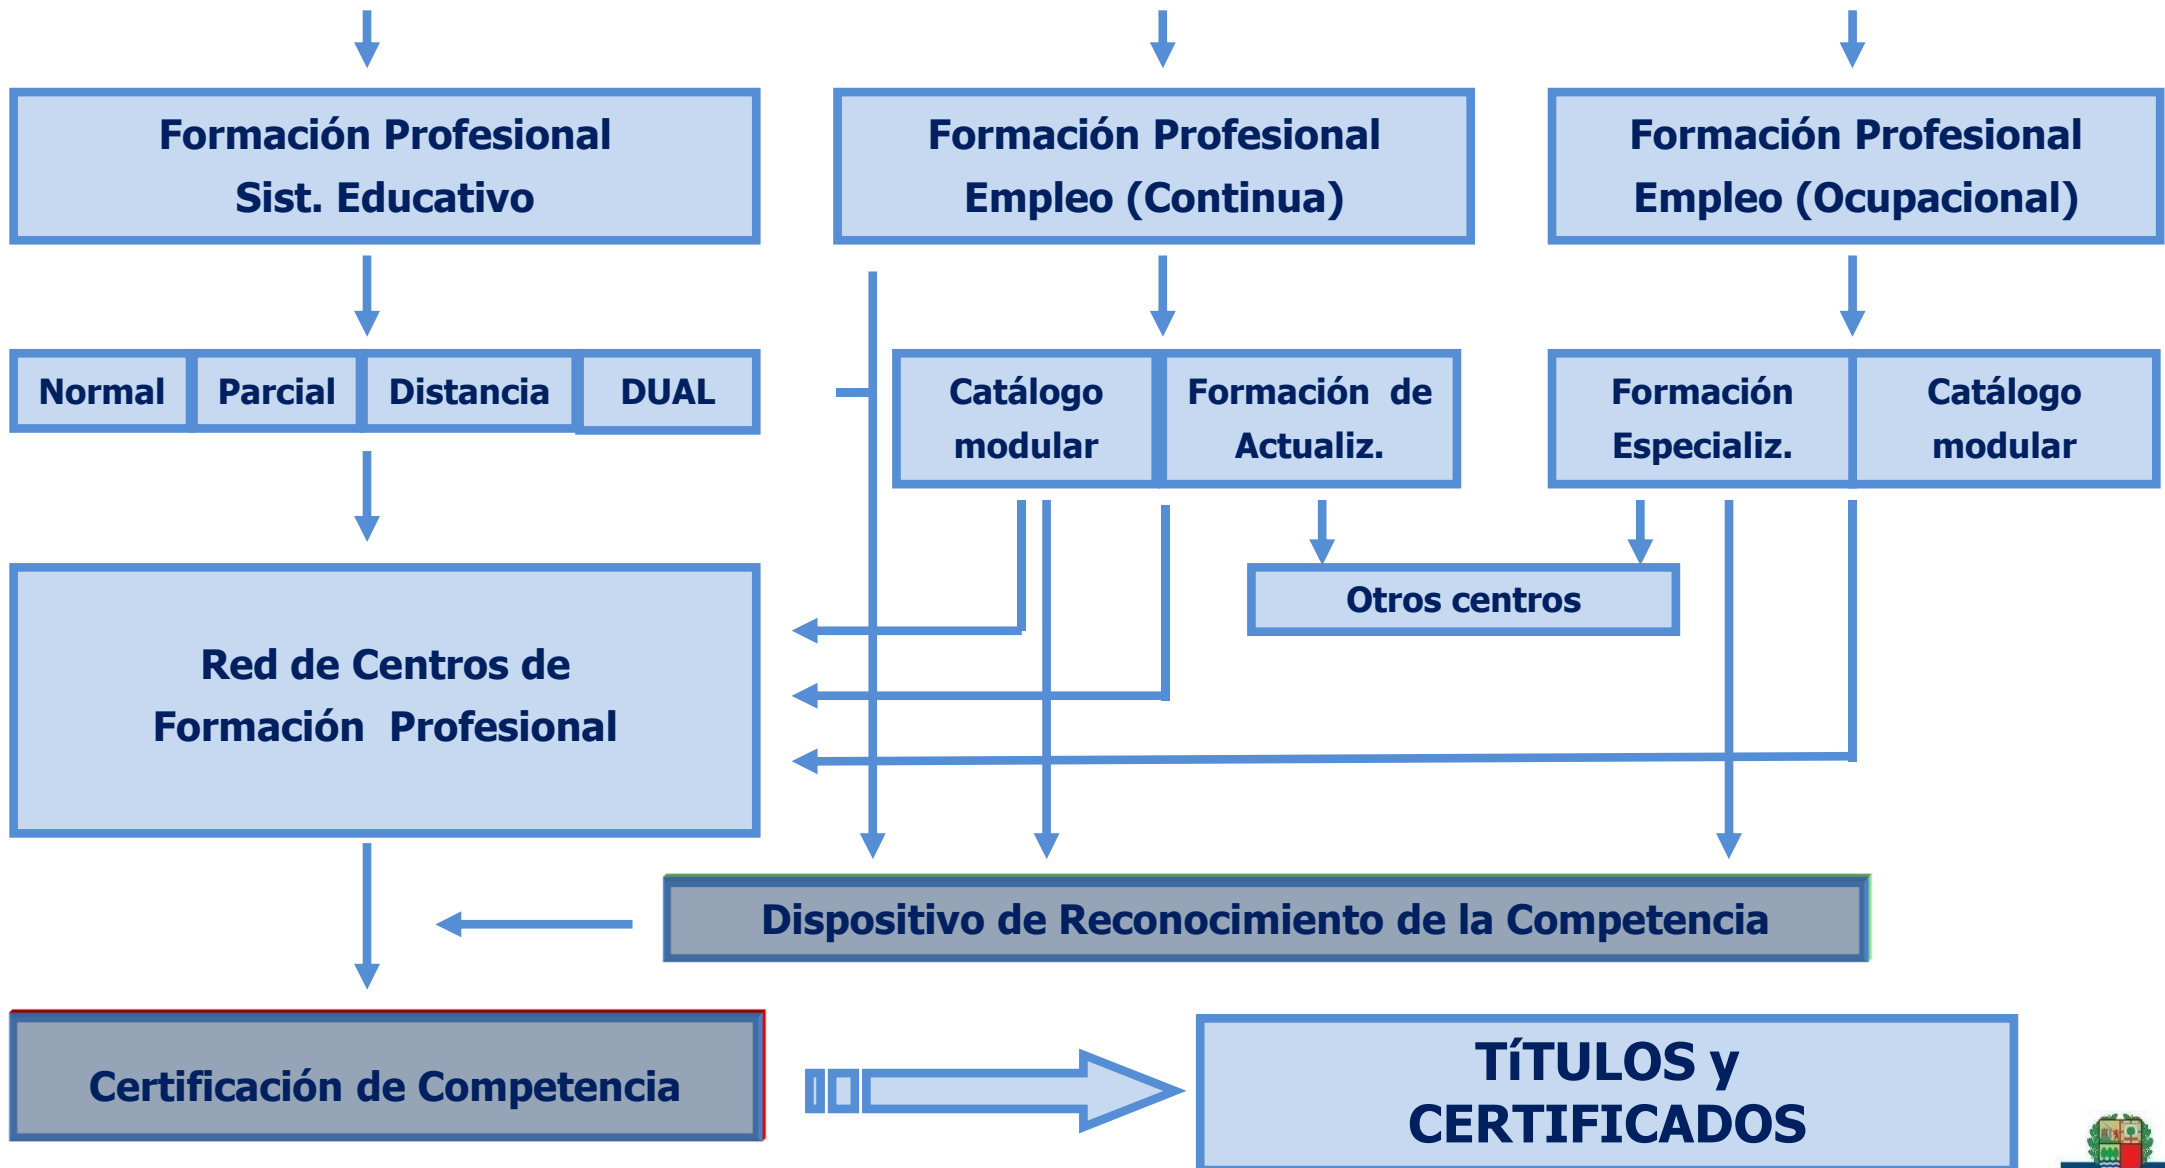 Formación Profesional
Sist. Educativo
Formación Profesional
Empleo (Continua)
Formación Profesional
Empleo (Ocupacional)
Normal
Parcial
Distancia
DUAL
Catálogo
modular
Formación de
Actualiz.
Formación
Especializ.
Catálogo
modular
Otros centros
Red de Centros de
Formación Profesional
Dispositivo de Reconocimiento de la Competencia
Certificación de Competencia
TíTULOS y
CERTIFICADOS